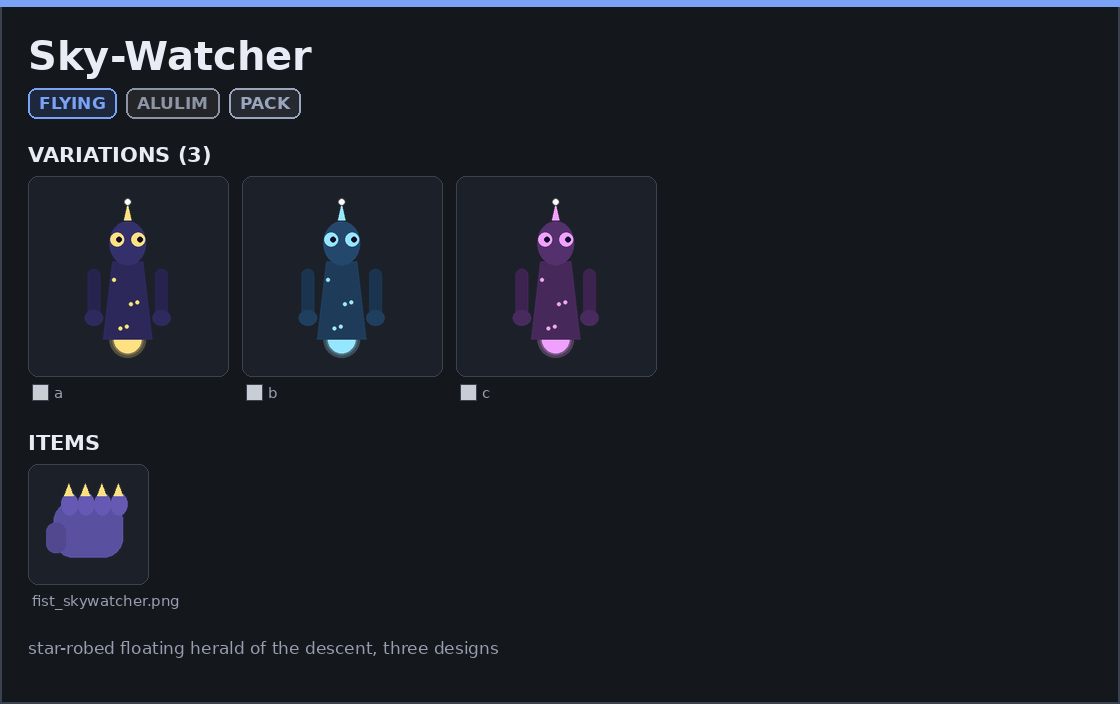 Sky-Watcher
FLYING ALULIM PACK
VARIATIONS (3)
a b c
ITEMS
fist_skywatcher.png
star-robed floating herald of the descent, three designs